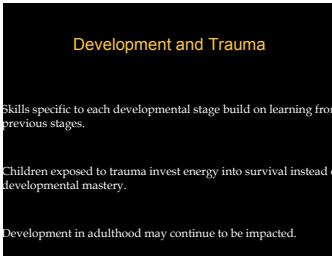 Development and Trauma
Skills specific to each developmental stage build on learning from
previous stages.
Children exposed to trauma invest energy into survival instead
developmental mastery.
Development in adulthood may continue to be impacted.